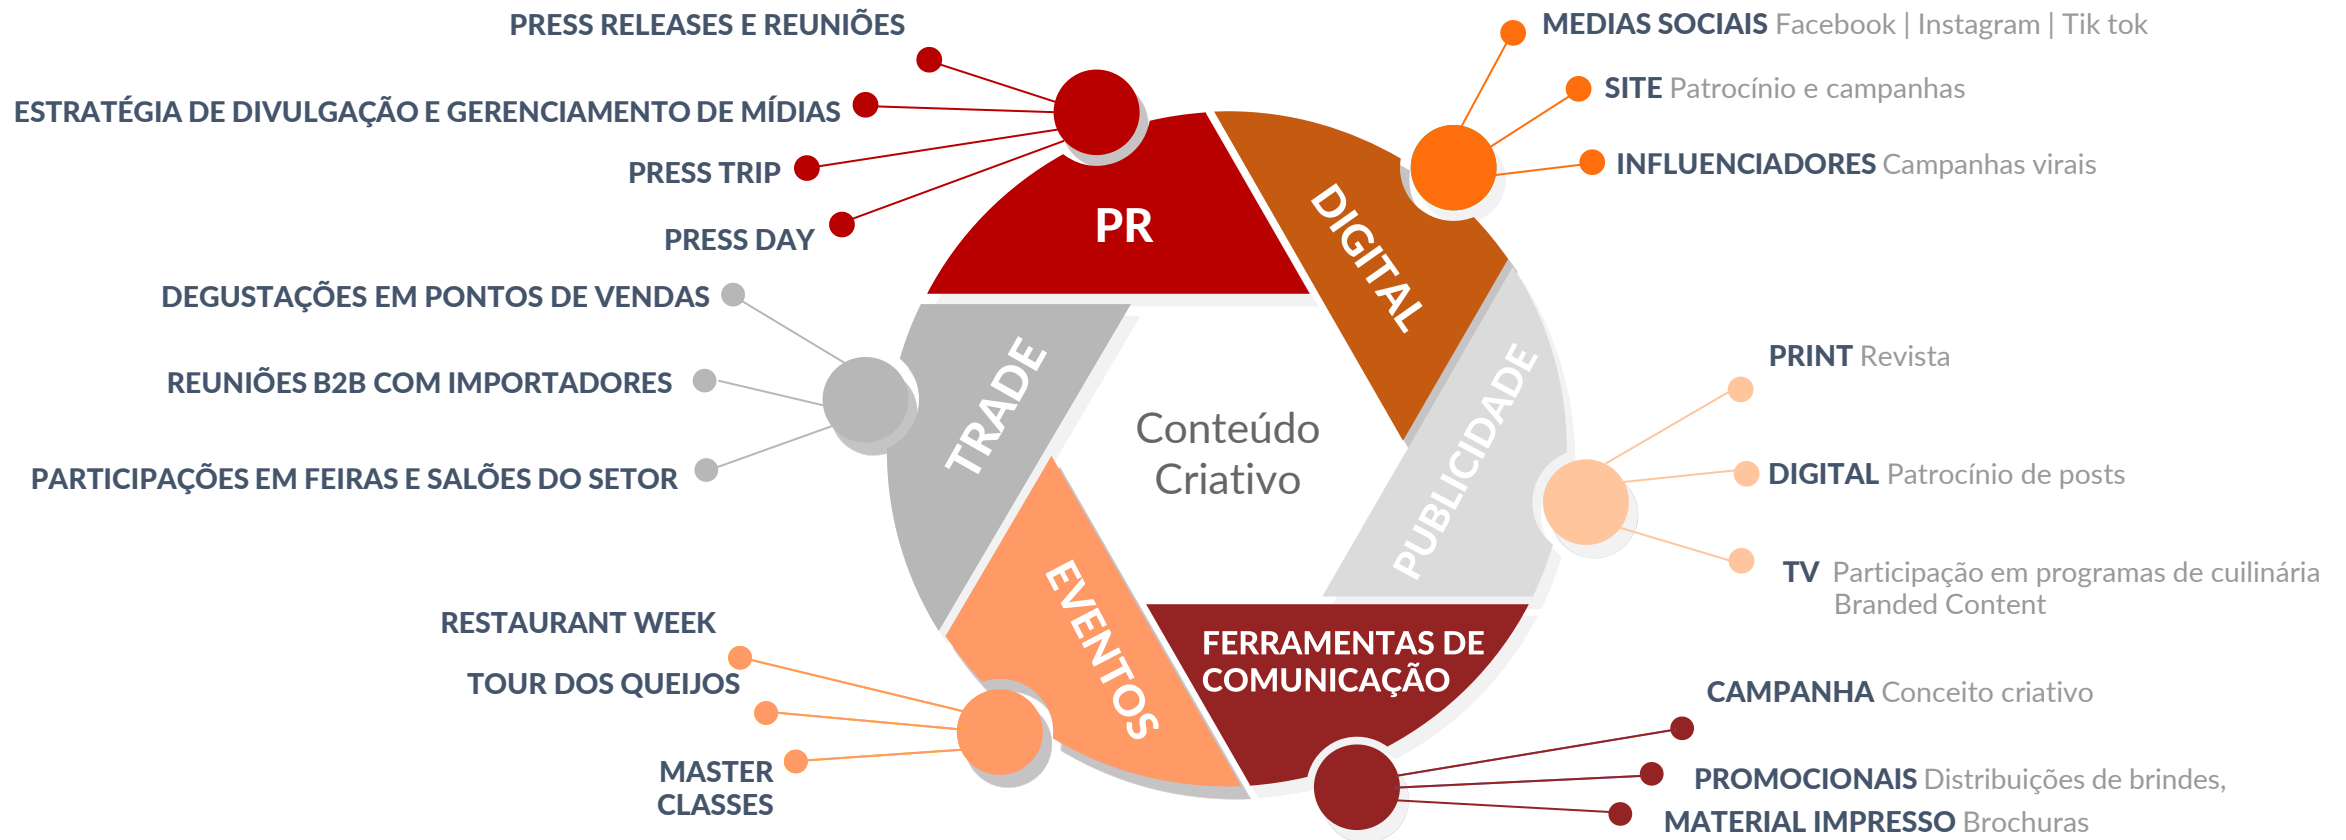 PRESS RELEASES E REUNIÕES
ESTRATÉGIA DE DIVULGAÇÃO E GERENCIAMENTO DE MÍDIAS
PRESS TRIP
PRESS DAY
PR
MEDIAS SOCIAIS Facebook | Instagram | Tik tok
SITE Patrocínio e campanhas
INFLUENCIADORES Campanhas virais
DIGITAL
DEGUSTAÇÕES EM PONTOS DE VENDAS
REUNIÕES B2B COM IMPORTADORES
PARTICIPAÇÕES EM FEIRAS E SALÕES DO SETOR
TRADE
Conteúdo
Criativo
PUBLICIDADE
PRINT Revista
DIGITAL Patrocínio de posts
TV Participação em programas de cuilinária
Branded Content
RESTAURANT WEEK
TOUR DOS QUEIJOS
MASTER
CLASSES
EVENTOS
FERRAMENTAS DE
COMUNICAÇÃO
CAMPANHA Conceito criativo
PROMOCIONAIS Distribuições de brindes,
MATERIAL IMPRESSO Brochuras